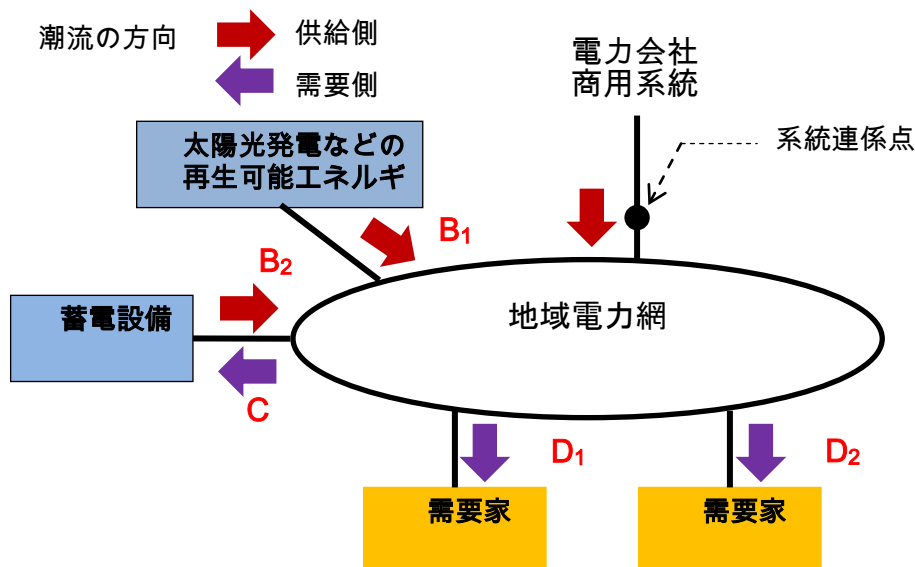 潮流の方向
供給側
需要側
電力会社
商用系統
系統連係点
太陽光発電などの
再生可能エネルギ
B₁
B₂
蓄電設備
地域電力網
C
D₁
D₂
需要家
需要家